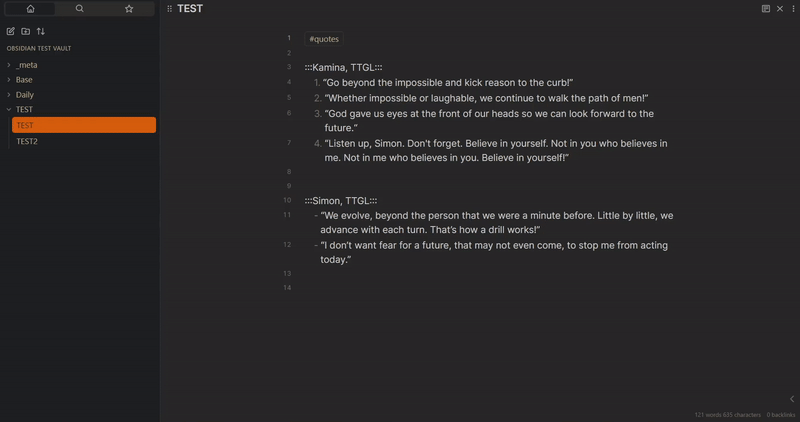 TEST
OBSIDIAN TEST VAULT
_meta
Base
Daily
TEST
TEST
TEST2
1 #quotes
2
3 :::Kamina, TTGL:::
4 1. “Go beyond the impossible and kick reason to the curb!”
5 2. “Whether impossible or laughable, we continue to walk the path of men!”
6 3. “God gave us eyes at the front of our heads so we can look forward to the
future.”
7 4. “Listen up, Simon. Don't forget. Believe in yourself. Not in you who believes in
me. Not in me who believes in you. Believe in yourself!”
8
9
10 :::Simon, TTGL:::
11 - “We evolve, beyond the person that we were a minute before. Little by little, we
advance with each turn. That’s how a drill works!”
12 - “I don’t want fear for a future, that may not even come, to stop me from acting
today.”
13
14
121 words 635 characters 0 backlinks